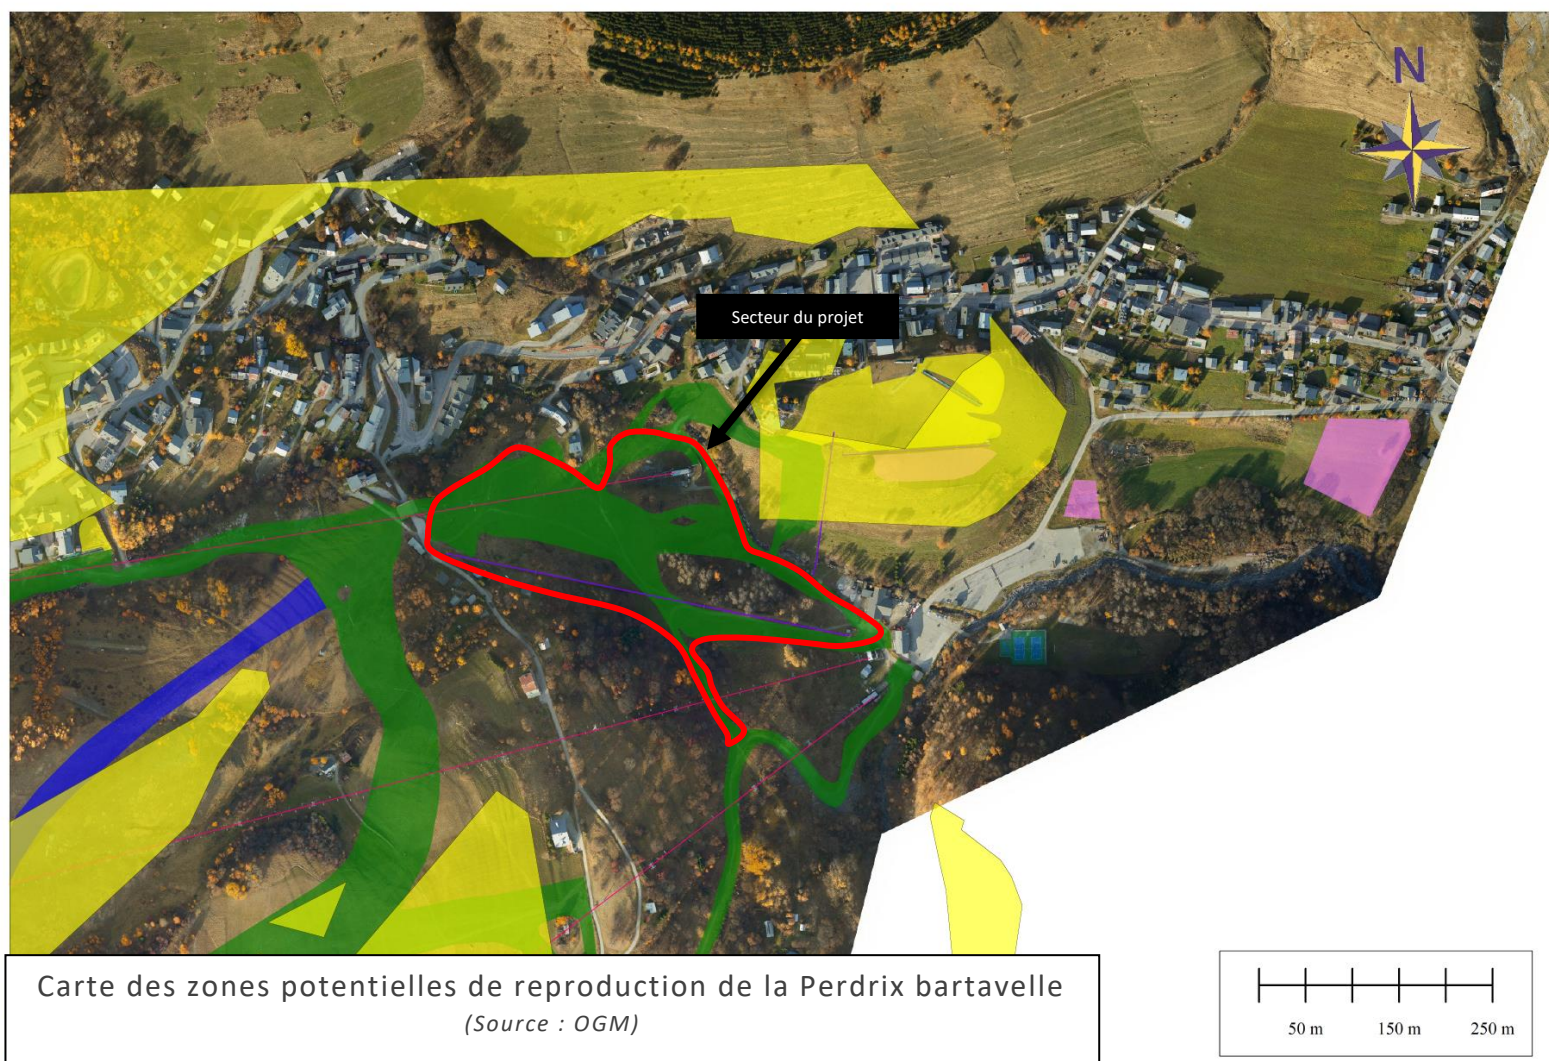 N
Secteur du projet
Carte des zones potentielles de reproduction de la Perdrix bartavelle
(Source : OGM)
50 m 150 m 250 m